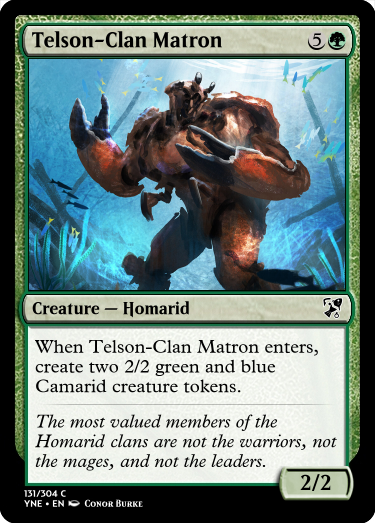 Telson-Clan Matron 5
Creature — Homarid
When Telson-Clan Matron enters,
create two 2/2 green and blue
Camarid creature tokens.
The most valued members of the
Homarid clans are not the warriors, not
the mages, and not the leaders.
2/2
131/304 C
YNE • EN Conor Burke